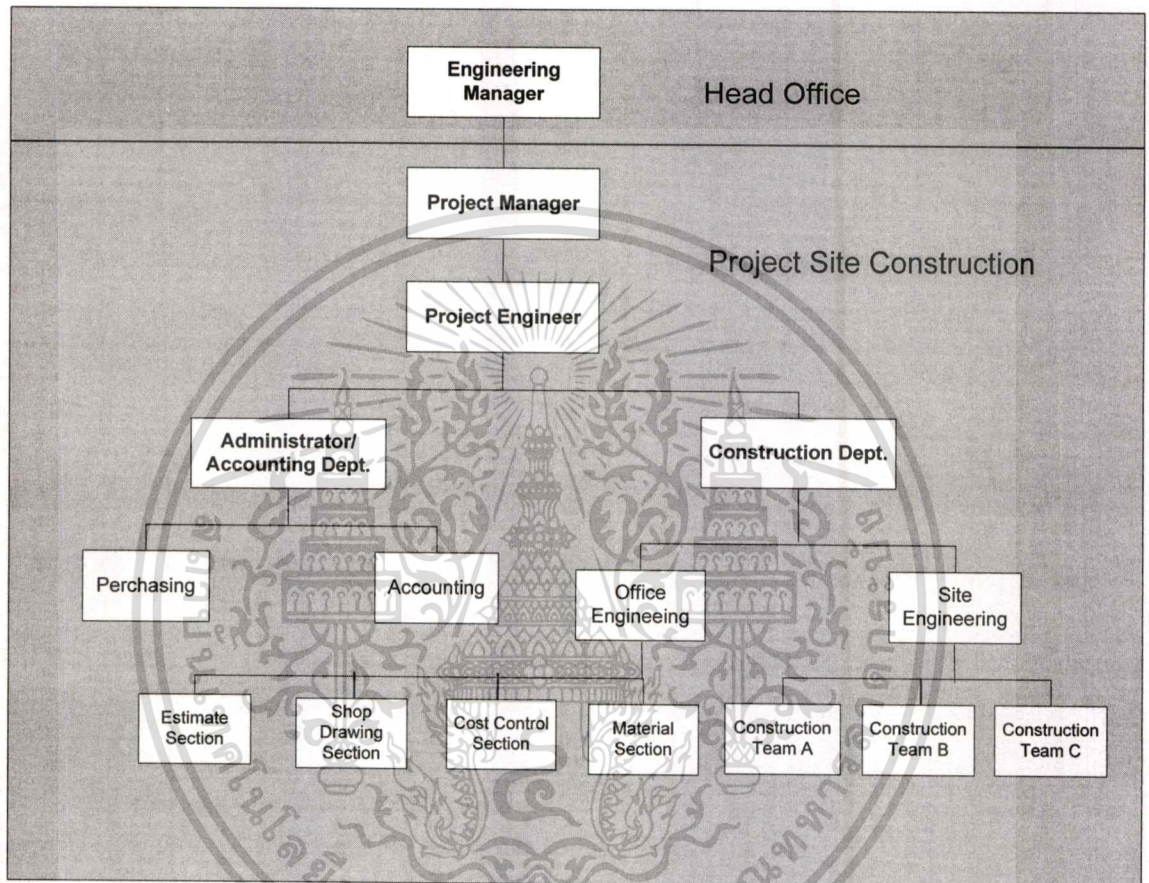 Engineering
Manager
Head Office
Project Manager
Project Site Construction
Project Engineer
Administrator/
Accounting Dept.
Construction Dept.
Perchasing
Accounting
Office
Engineeing
Site
Engineering
Estimate
Section
Shop
Drawing
Section
Cost Control
Section
Material
Section
Construction
Team A
Construction
Team B
Construction
Team C